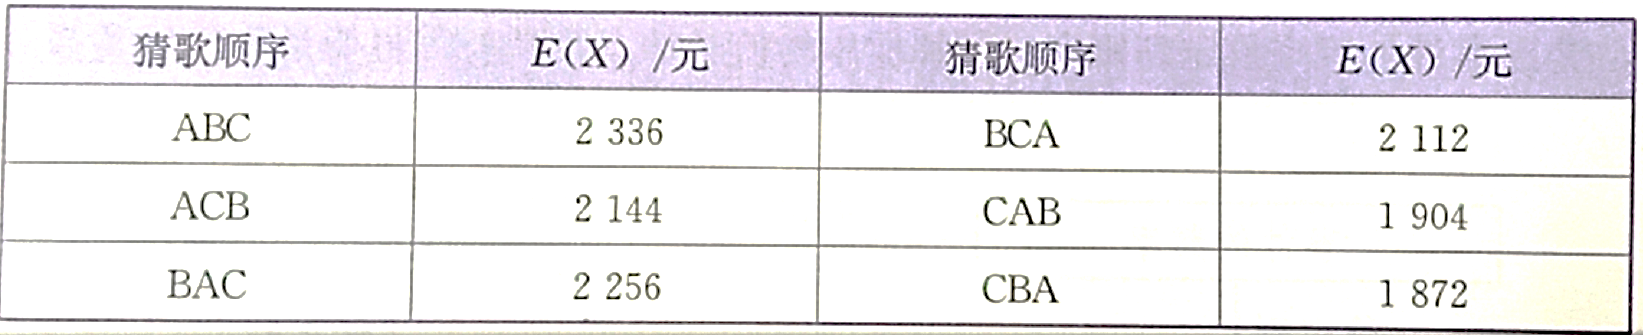 猜歌顺序 E(X) /元 猜歌顺序 E(X) /元
ABC 2 336 BCA 2 112
ACB 2 144 CAB 1 904
BAC 2 256 CBA 1 872